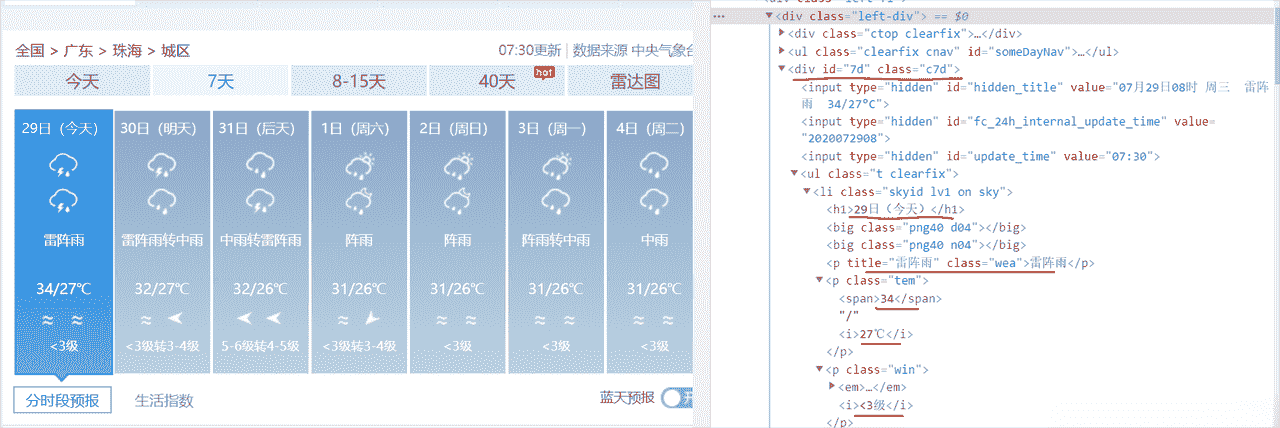 全国 > 广东 > 珠海 > 城区
07:30更新 | 数据来源 中央气象台
今天 7天 8-15天 40天 hot 雷达图
29日（今天） 30日（明天） 31日（后天） 1日（周六） 2日（周日） 3日（周一） 4日（周二）
雷阵雨 雷阵雨转中雨 中雨转雷阵雨 阵雨 阵雨 阵雨转中雨 中雨
34/27℃ 32/27℃ 32/26℃ 31/26℃ 31/26℃ 31/26℃ 31/26℃
<3级 <3级转3-4级 5-6级转4-5级 <3级转3-4级 <3级 <3级 <3级
分时段预报 生活指数 蓝天预报 开
<div class="left-div"> == $0
<div class="ctop clearfix">…</div>
<ul class="clearfix cnav" id="someDayNav">…</ul>
<div id="7d" class="c7d">
<input type="hidden" id="hidden_title" value="07月29日08时 周三 雷阵
雨 34/27°C">
<input type="hidden" id="fc_24h_internal_update_time" value=
"2020072908">
<input type="hidden" id="update_time" value="07:30">
<ul class="t clearfix">
<li class="skyid lv1 on sky">
<h1>29日（今天）</h1>
<big class="png40 d04"></big>
<big class="png40 n04"></big>
<p title="雷阵雨" class="wea">雷阵雨</p>
<p class="tem">
<span>34</span>
"/"
<i>27℃</i>
</p>
<p class="win">
<em>…</em>
<i><3级</i>
</p>